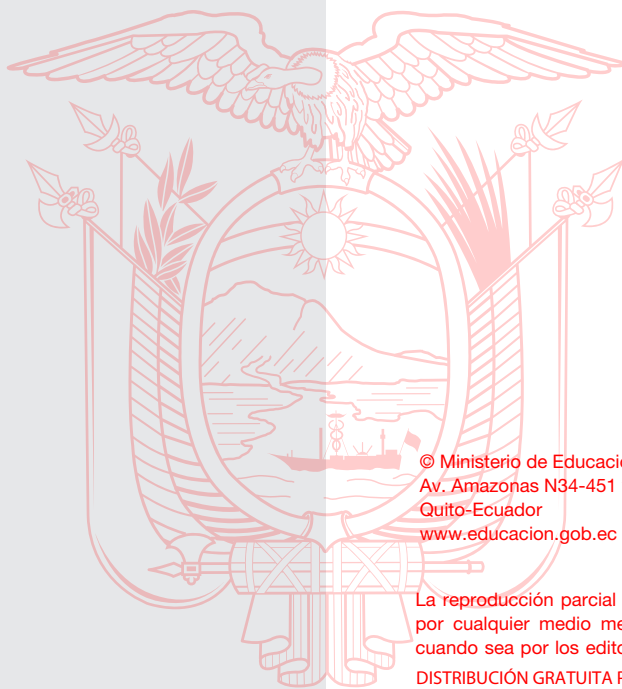 © Ministerio de Educació
Av. Amazonas N34-451
Quito-Ecuador
www.educacion.gob.ec
La reproducción parcial
por cualquier medio me
cuando sea por los edito
DISTRIBUCIÓN GRATUITA P